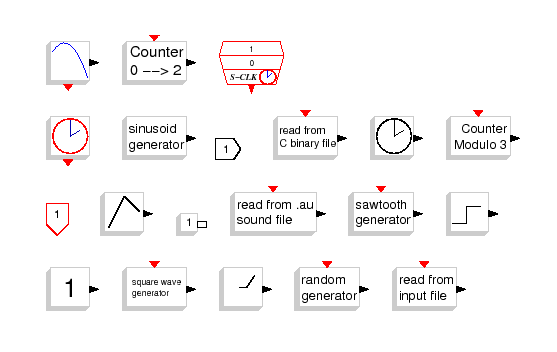 Counter
0 --> 2
1
0
S-CLK
sinusoid
generator
1
read from
C binary file
Counter
Modulo 3
1
1
read from .au
sound file
sawtooth
generator
1
square wave
generator
random
generator
read from
input file